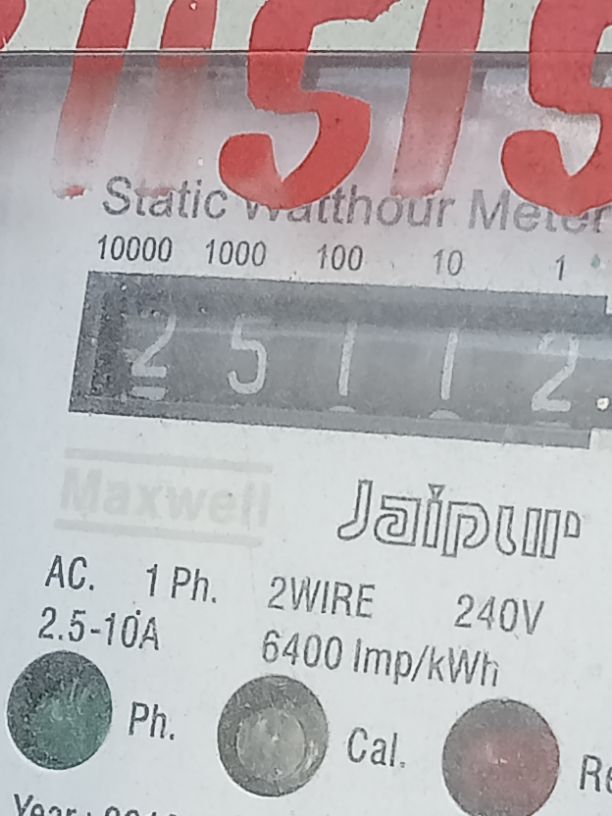 Static Watthour Meter
10000 1000 100 10 1
2 5 1 1 2
Maxwell
Jaipur
AC. 1 Ph. 2WIRE 240V
2.5-10A 6400 Imp/kWh
Ph. Cal.
Year :